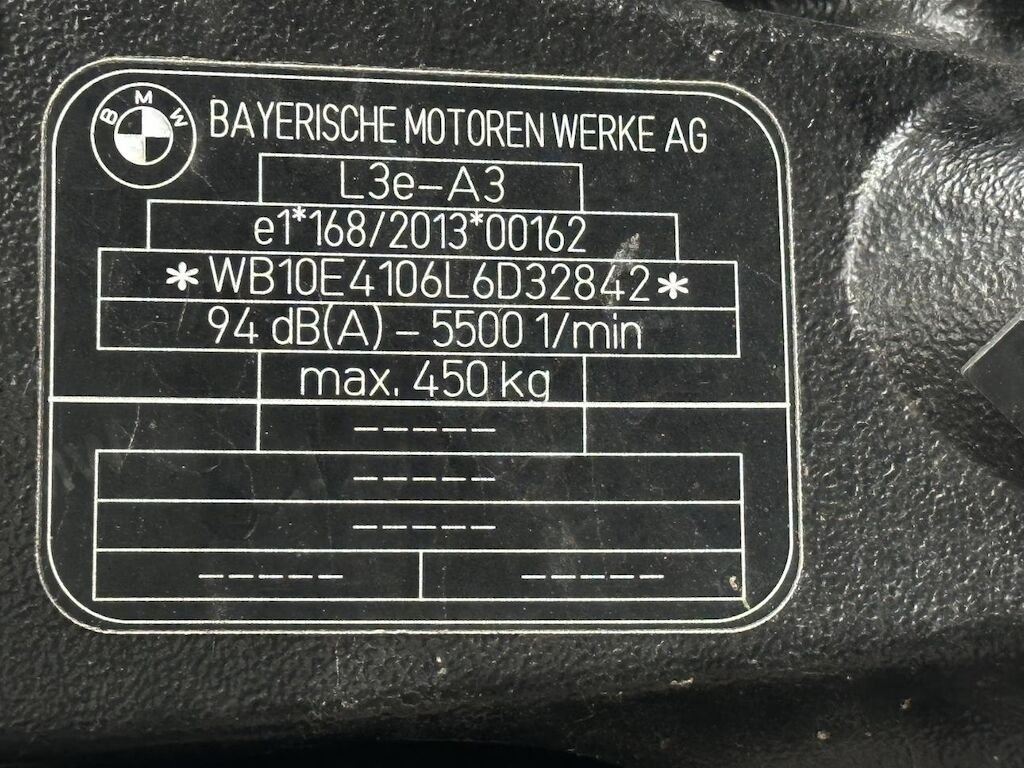 BMW
BAYERISCHE MOTOREN WERKE AG
L3e-A3
e1*168/2013*00162
*WB10E4106L6D32842*
94 dB(A) - 5500 1/min
max. 450 kg
-----
-----
-----
----- -----